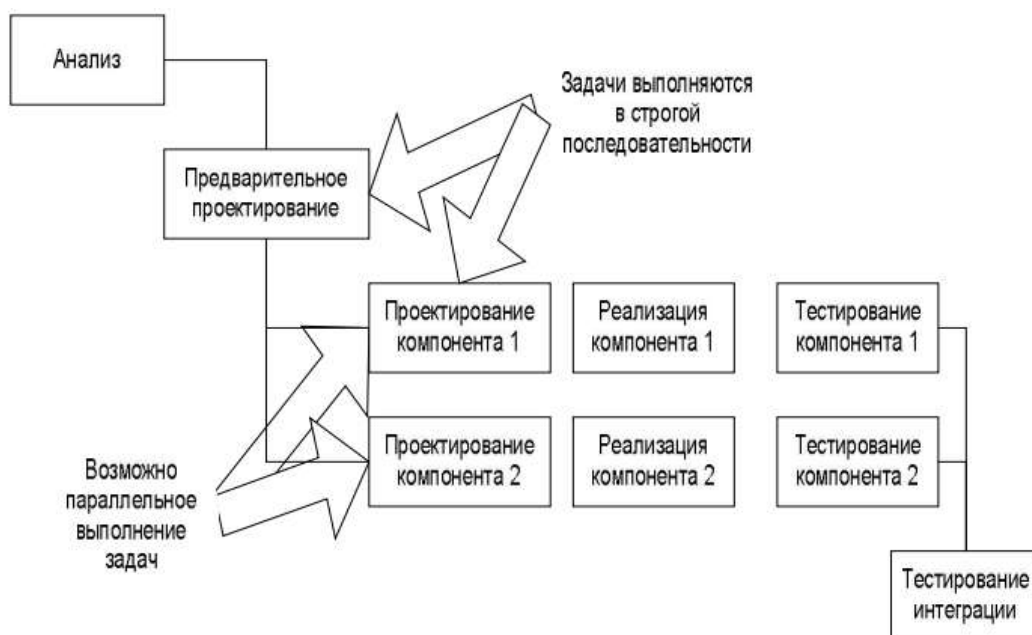 Анализ
Задачи выполняются
в строгой
последовательности
Предварительное
проектирование
Проектирование
компонента 1
Реализация
компонента 1
Тестирование
компонента 1
Проектирование
компонента 2
Реализация
компонента 2
Тестирование
компонента 2
Возможно
параллельное
выполнение
задач
Тестирование
интеграции